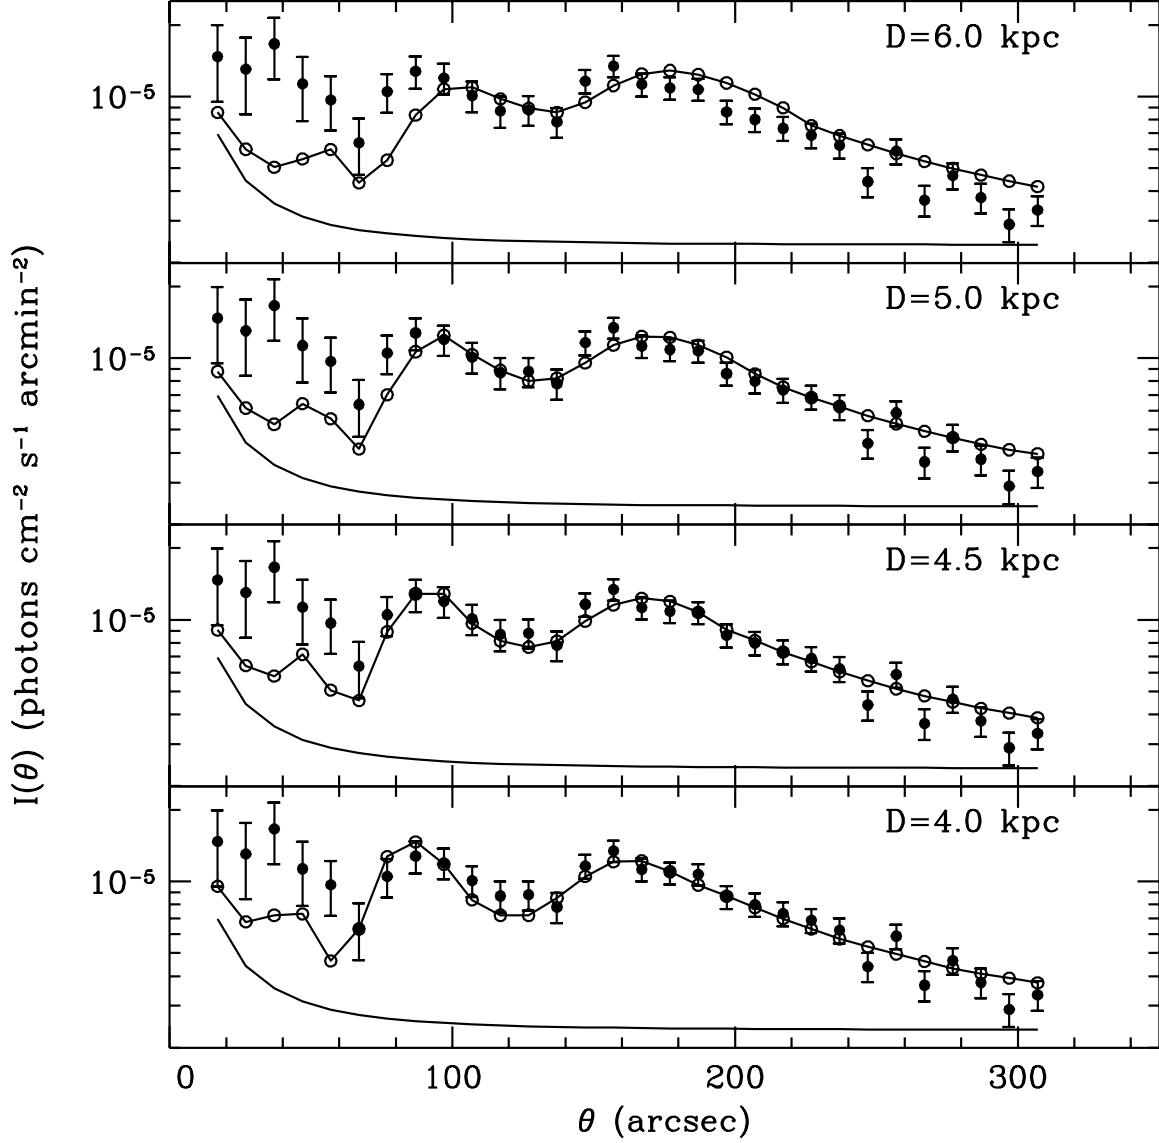 D=6.0 kpc
10⁻⁵
D=5.0 kpc
10⁻⁵
D=4.5 kpc
10⁻⁵
D=4.0 kpc
10⁻⁵
I(θ) (photons cm⁻² s⁻¹ arcmin⁻²)
0 100 200 300
θ (arcsec)